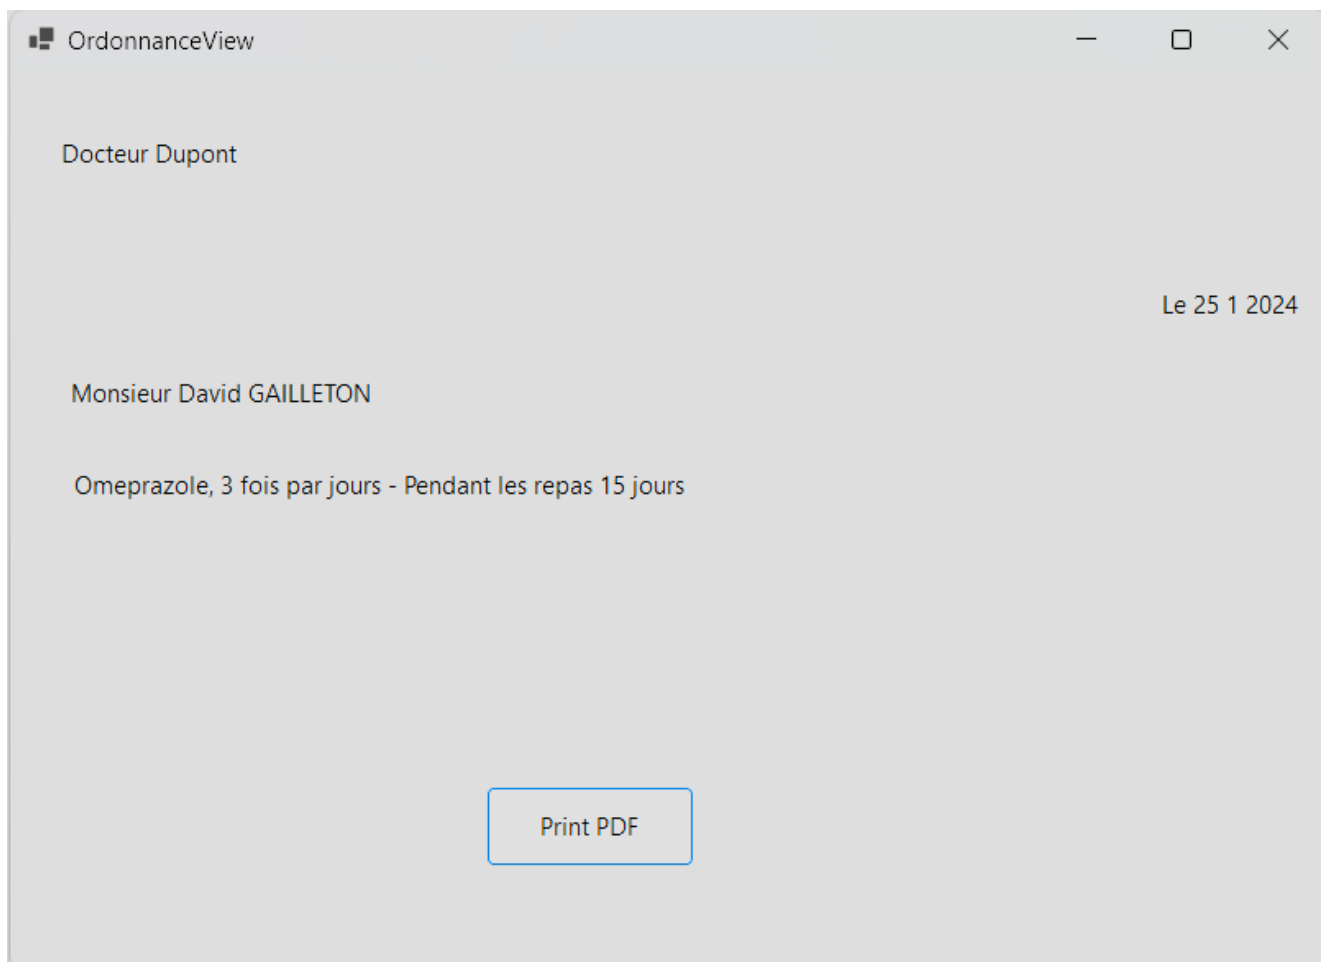 OrdonnanceView
Docteur Dupont
Le 25 1 2024
Monsieur David GAILLETON
Omeprazole, 3 fois par jours - Pendant les repas 15 jours
Print PDF